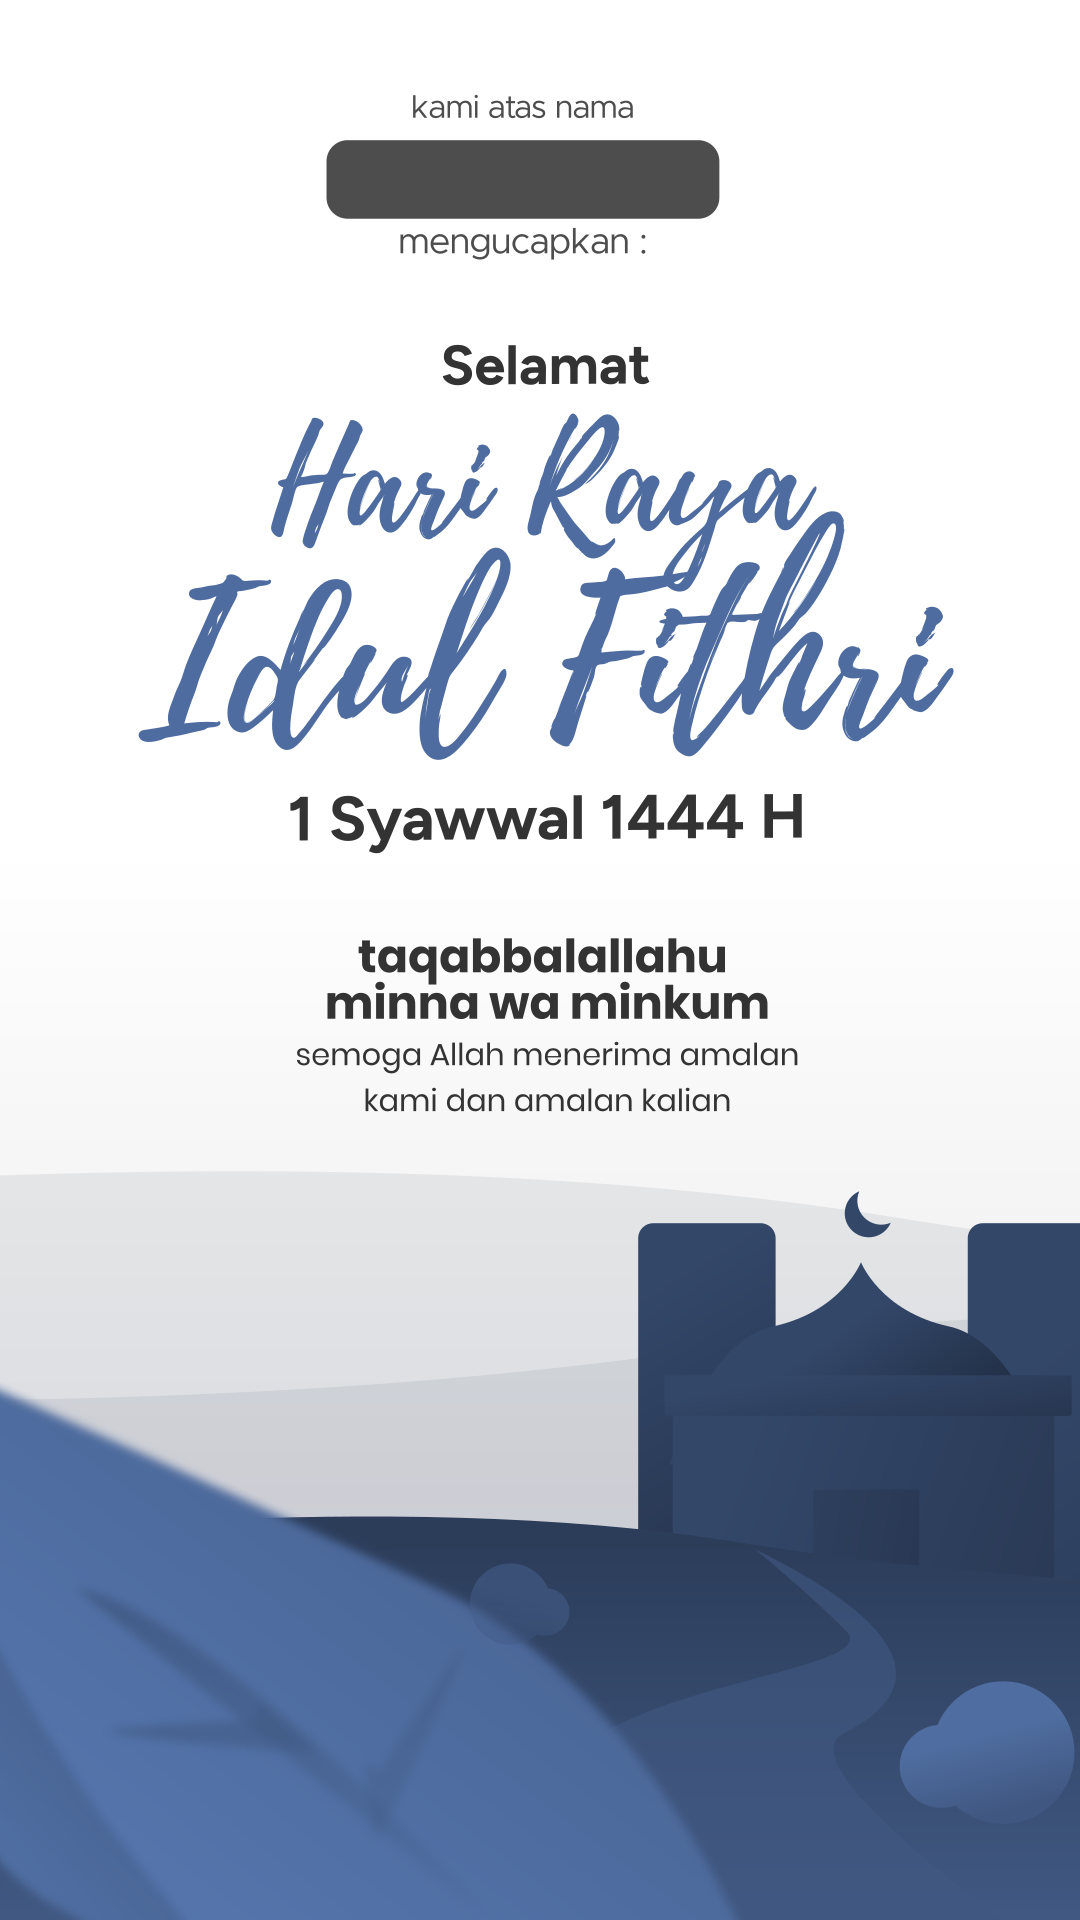 kami atas nama
mengucapkan :
Selamat
Hari Raya
Idul Fithri
1 Syawwal 1444 H
taqabbalallahu
minna wa minkum
semoga Allah menerima amalan
kami dan amalan kalian